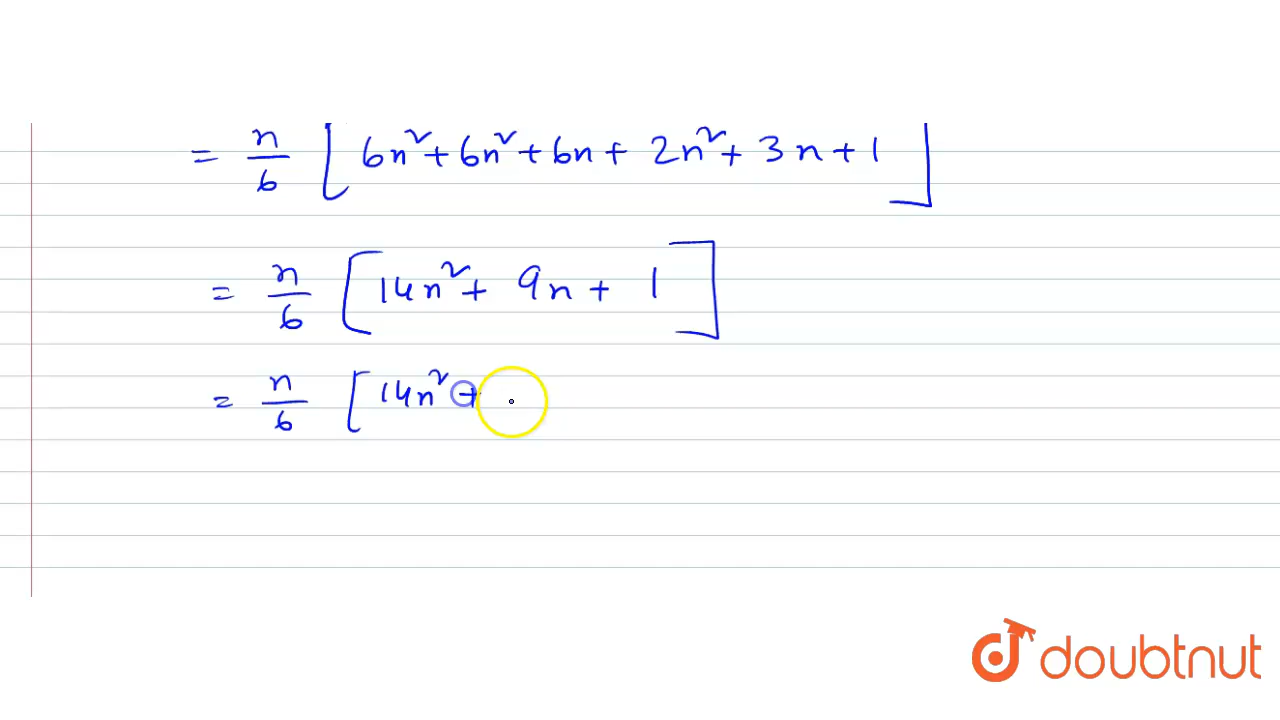 = n/6 [ 6n² + 6n² + 6n + 2n² + 3n + 1 ]
= n/6 [ 14n² + 9n + 1 ]
= n/6 [ 14n² +
doubtnut